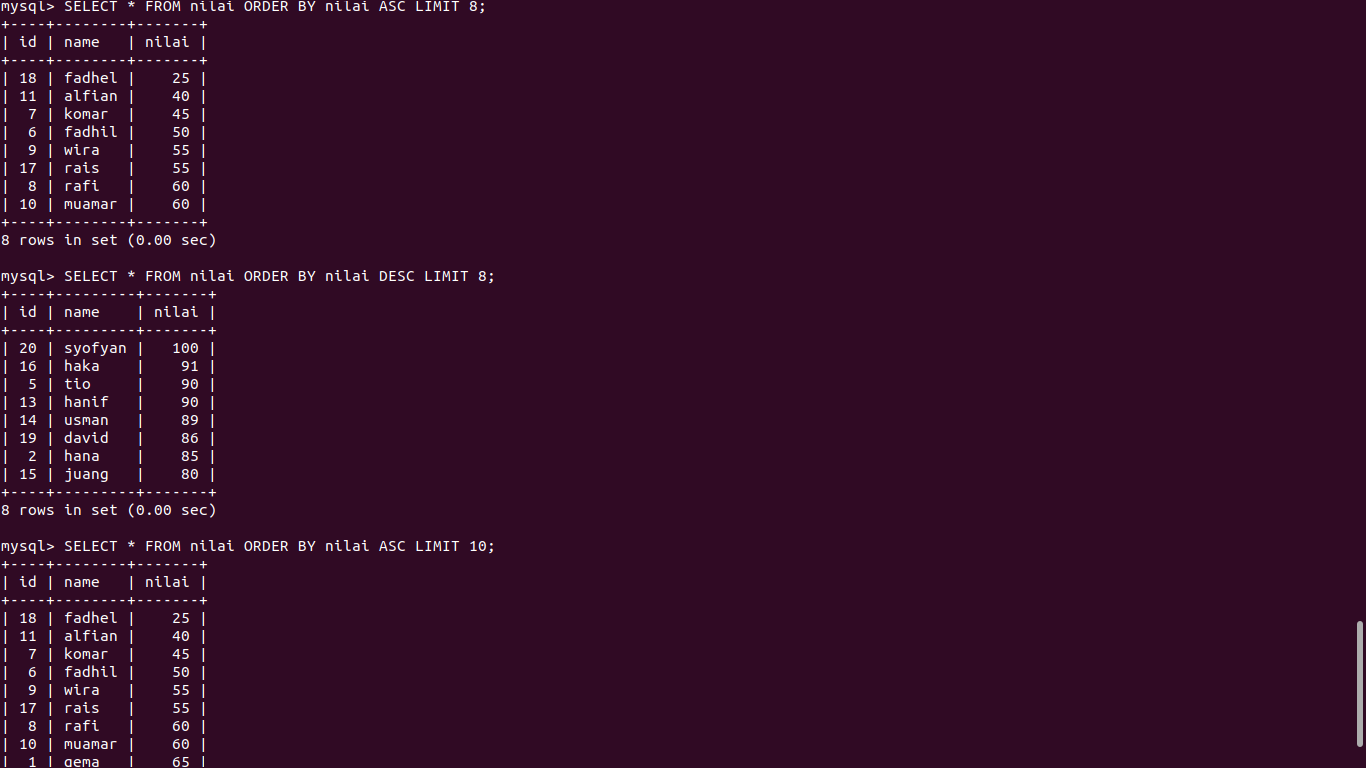 mysql> SELECT * FROM nilai ORDER BY nilai ASC LIMIT 8;
+----+--------+-------+
| id | name   | nilai |
+----+--------+-------+
| 18 | fadhel |    25 |
| 11 | alfian |    40 |
|  7 | komar  |    45 |
|  6 | fadhil |    50 |
|  9 | wira   |    55 |
| 17 | rais   |    55 |
|  8 | rafi   |    60 |
| 10 | muamar |    60 |
+----+--------+-------+
8 rows in set (0.00 sec)

mysql> SELECT * FROM nilai ORDER BY nilai DESC LIMIT 8;
+----+---------+-------+
| id | name    | nilai |
+----+---------+-------+
| 20 | syofyan |   100 |
| 16 | haka    |    91 |
|  5 | tio     |    90 |
| 13 | hanif   |    90 |
| 14 | usman   |    89 |
| 19 | david   |    86 |
|  2 | hana    |    85 |
| 15 | juang   |    80 |
+----+---------+-------+
8 rows in set (0.00 sec)

mysql> SELECT * FROM nilai ORDER BY nilai ASC LIMIT 10;
+----+--------+-------+
| id | name   | nilai |
+----+--------+-------+
| 18 | fadhel |    25 |
| 11 | alfian |    40 |
|  7 | komar  |    45 |
|  6 | fadhil |    50 |
|  9 | wira   |    55 |
| 17 | rais   |    55 |
|  8 | rafi   |    60 |
| 10 | muamar |    60 |
|  1 | gema   |    65 |